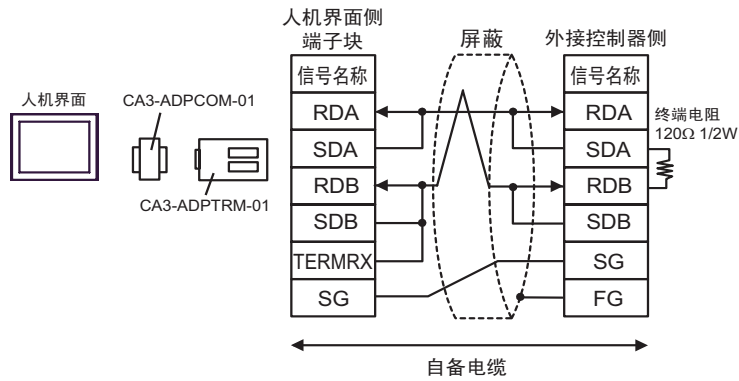 人机界面侧
端子块
屏蔽
外接控制器侧
人机界面
CA3-ADPCOM-01
CA3-ADPTRM-01
信号名称
RDA
SDA
RDB
SDB
TERMRX
SG
信号名称
RDA
SDA
RDB
SDB
SG
FG
终端电阻
120Ω 1/2W
自备电缆